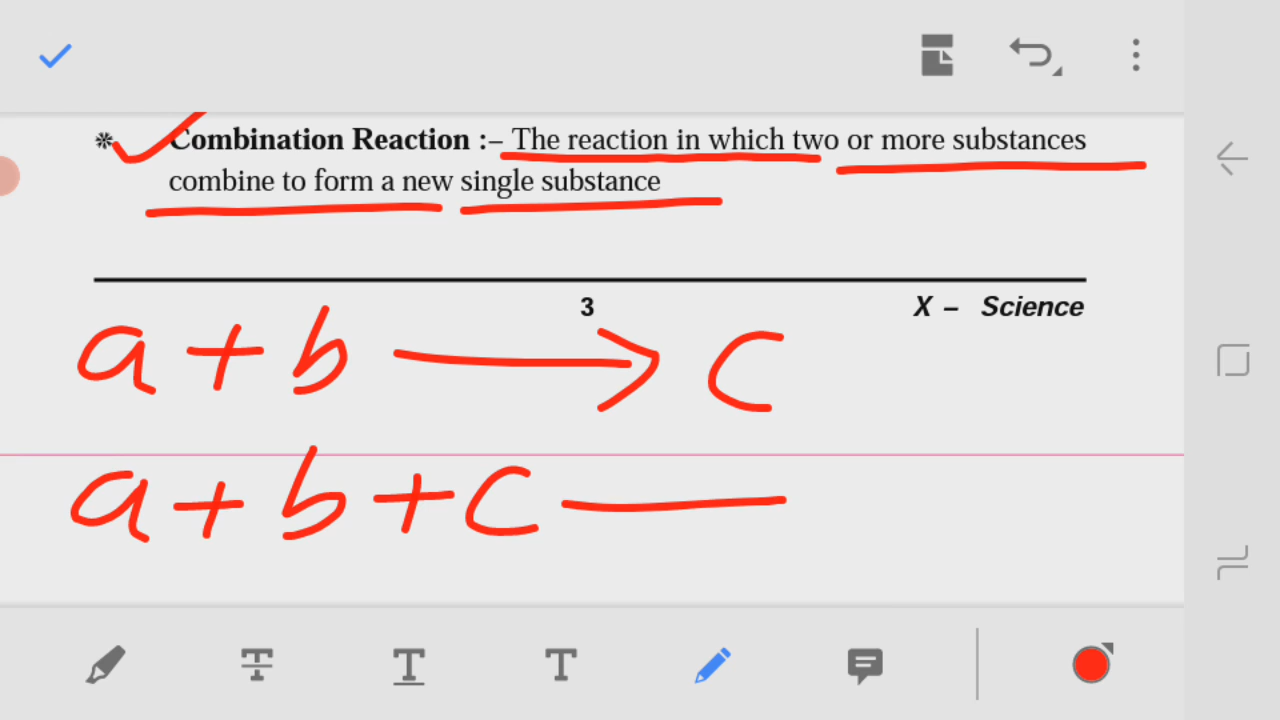 ❋ Combination Reaction :– The reaction in which two or more substances
combine to form a new single substance
3 X – Science
a + b ⟶ c
a + b + c —
T T T